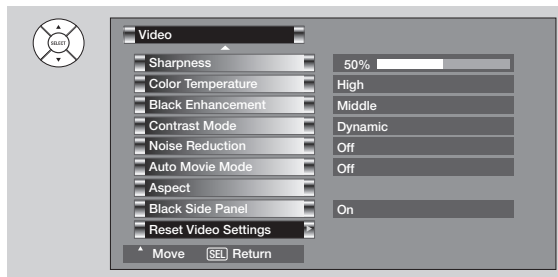 SELECT
Video
Sharpness 50%
Color Temperature High
Black Enhancement Middle
Contrast Mode Dynamic
Noise Reduction Off
Auto Movie Mode Off
Aspect
Black Side Panel On
Reset Video Settings
Move SEL Return